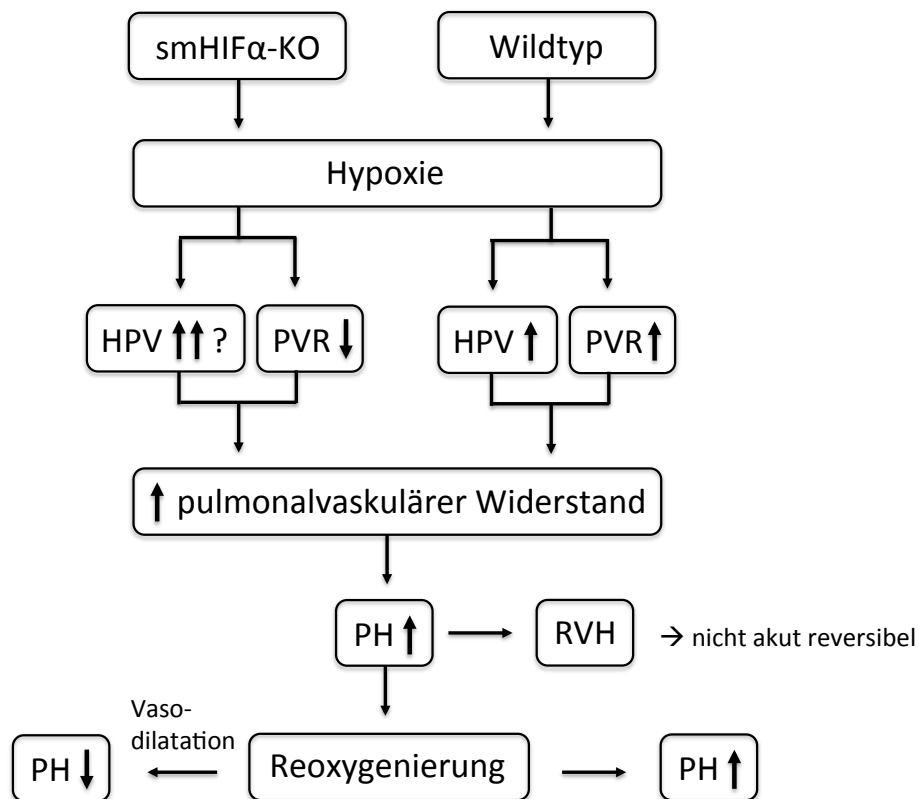 smHIFα-KO
Wildtyp
Hypoxie
HPV ↑↑ ?
PVR ↓
HPV ↑
PVR ↑
↑ pulmonalvaskulärer Widerstand
PH ↑
RVH
→ nicht akut reversibel
Vaso-
dilatation
PH ↓
Reoxygenierung
PH ↑